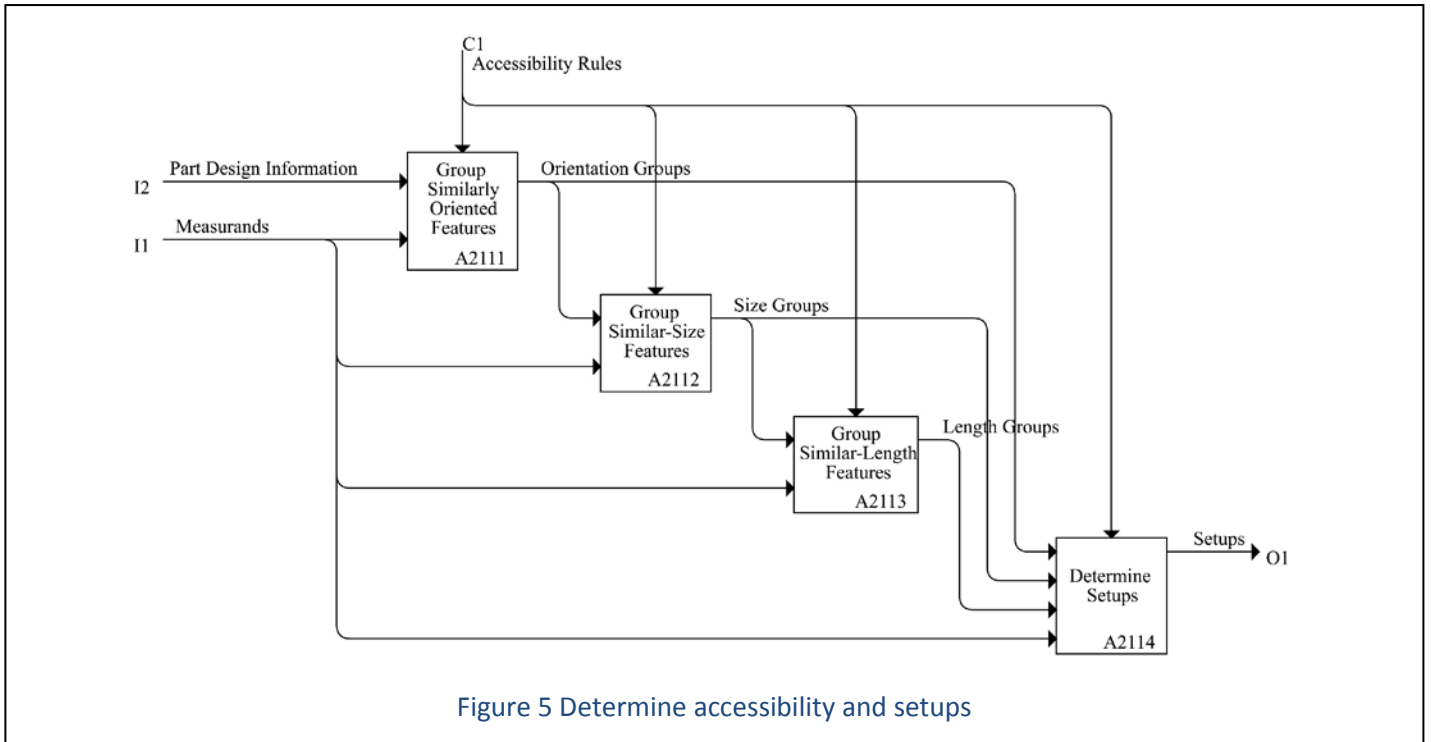 C1
Accessibility Rules
I2
Part Design Information
I1
Measurands
Group
Similarly
Oriented
Features
A2111
Orientation Groups
Group
Similar-Size
Features
A2112
Size Groups
Group
Similar-Length
Features
A2113
Length Groups
Determine
Setups
A2114
Setups
O1
Figure 5 Determine accessibility and setups